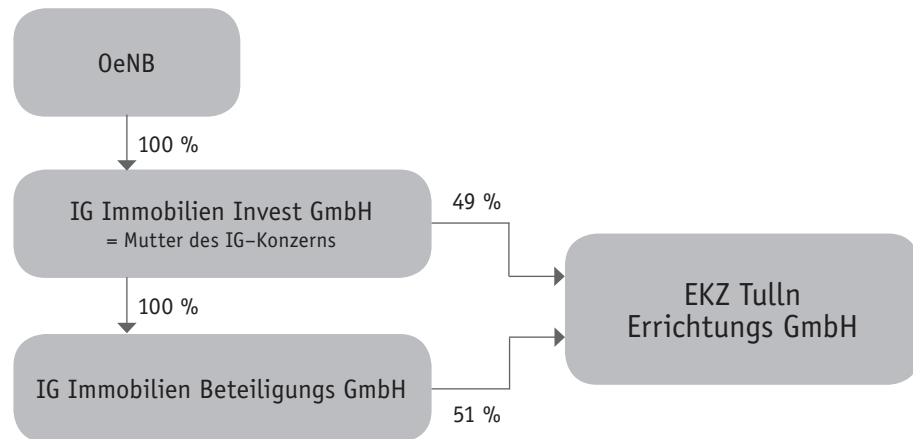 OeNB
100 %
IG Immobilien Invest GmbH
= Mutter des IG–Konzerns
49 %
EKZ Tulln
Errichtungs GmbH
100 %
IG Immobilien Beteiligungs GmbH
51 %